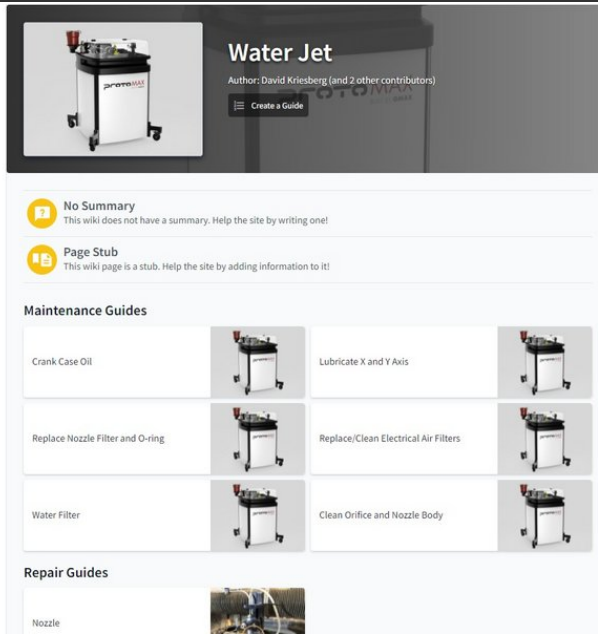 Water Jet
Author: David Kriesberg (and 2 other contributors)
Create a Guide
PROTOMAX
No Summary
This wiki does not have a summary. Help the site by writing one!
Page Stub
This wiki page is a stub. Help the site by adding information to it!
Maintenance Guides
Crank Case Oil
Lubricate X and Y Axis
Replace Nozzle Filter and O-ring
Replace/Clean Electrical Air Filters
Water Filter
Clean Orifice and Nozzle Body
Repair Guides
Nozzle